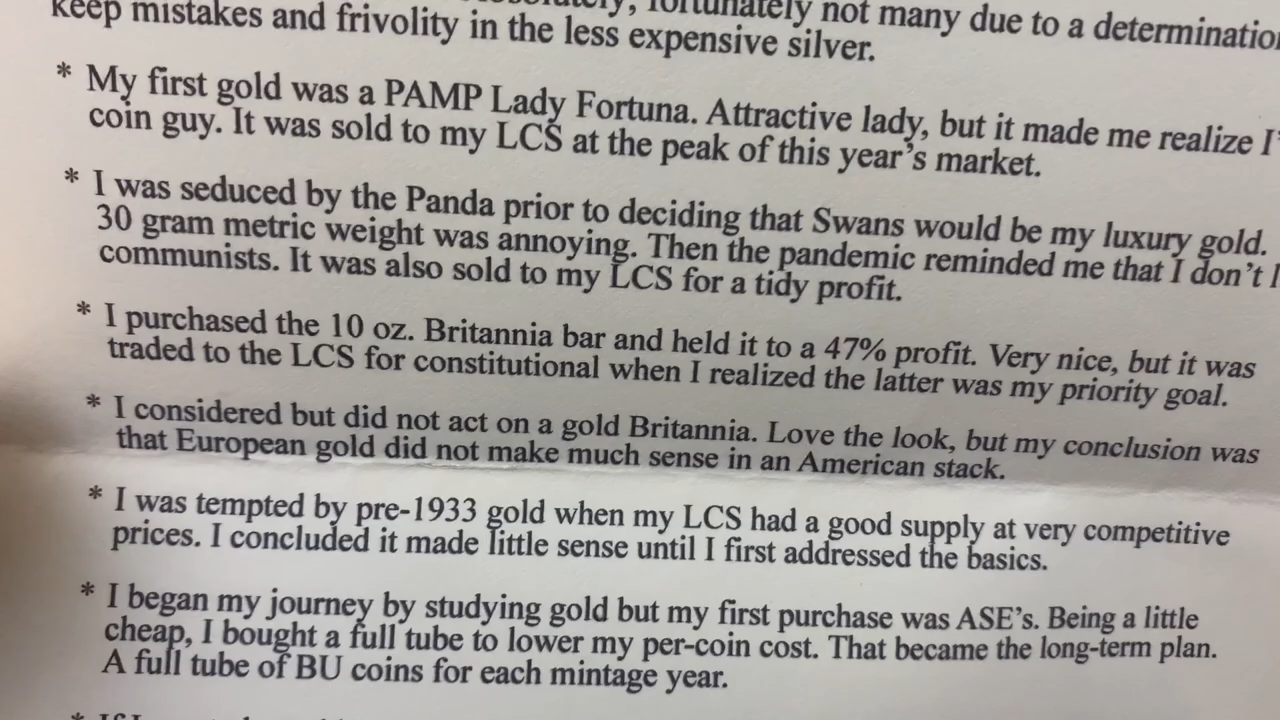 fortunately not many due to a
keep mistakes and frivolity in the less expensive silver.
* My first gold was a PAMP Lady Fortuna. Attractive lady, but it made me realize
coin guy. It was sold to my LCS at the peak of this year's market.
* I was seduced by the Panda prior to deciding that Swans would be my luxury gold.
30 gram metric weight was annoying. Then the pandemic reminded me that I don't
communists. It was also sold to my LCS for a tidy profit.
* I purchased the 10 oz. Britannia bar and held it to a 47% profit. Very nice, but it was
traded to the LCS for constitutional when I realized the latter was my priority goal.
* I considered but did not act on a gold Britannia. Love the look, but my conclusion was
that European gold did not make much sense in an American stack.
* I was tempted by pre-1933 gold when my LCS had a good supply at very competitive
prices. I concluded it made little sense until I first addressed the basics.
* I began my journey by studying gold but my first purchase was ASE's. Being a little
cheap, I bought a full tube to lower my per-coin cost. That became the long-term plan.
A full tube of BU coins for each mintage year.